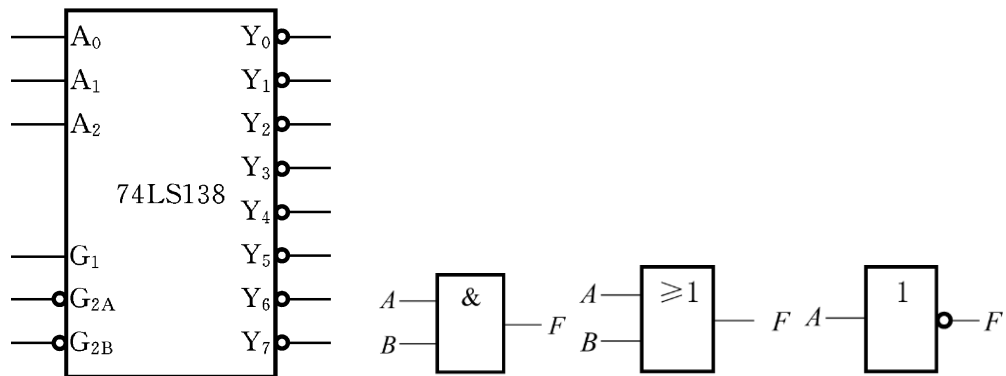 A₀ Y₀
A₁ Y₁
A₂ Y₂
Y₃
74LS138
Y₄
G₁ Y₅
G₂A Y₆
G₂B Y₇
A & F
B
A ≥1 F
B
A 1 F